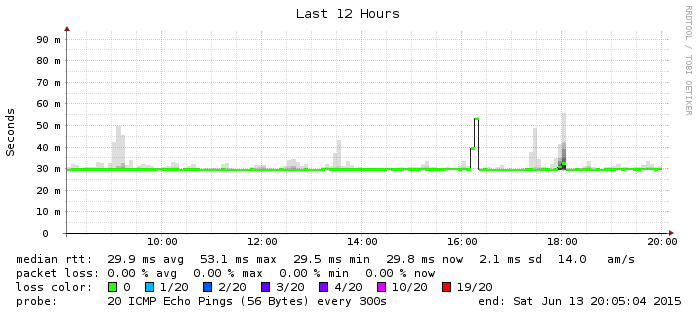 Last 12 Hours
RRDTOOL / TOBI OETIKER
Seconds
90 m
80 m
70 m
60 m
50 m
40 m
30 m
20 m
10 m
0
10:00 12:00 14:00 16:00 18:00 20:00
median rtt: 29.9 ms avg 53.1 ms max 29.5 ms min 29.8 ms now 2.1 ms sd 14.0 am/s
packet loss: 0.00 % avg 0.00 % max 0.00 % min 0.00 % now
loss color: 0 1/20 2/20 3/20 4/20 10/20 19/20
probe: 20 ICMP Echo Pings (56 Bytes) every 300s end: Sat Jun 13 20:05:04 2015